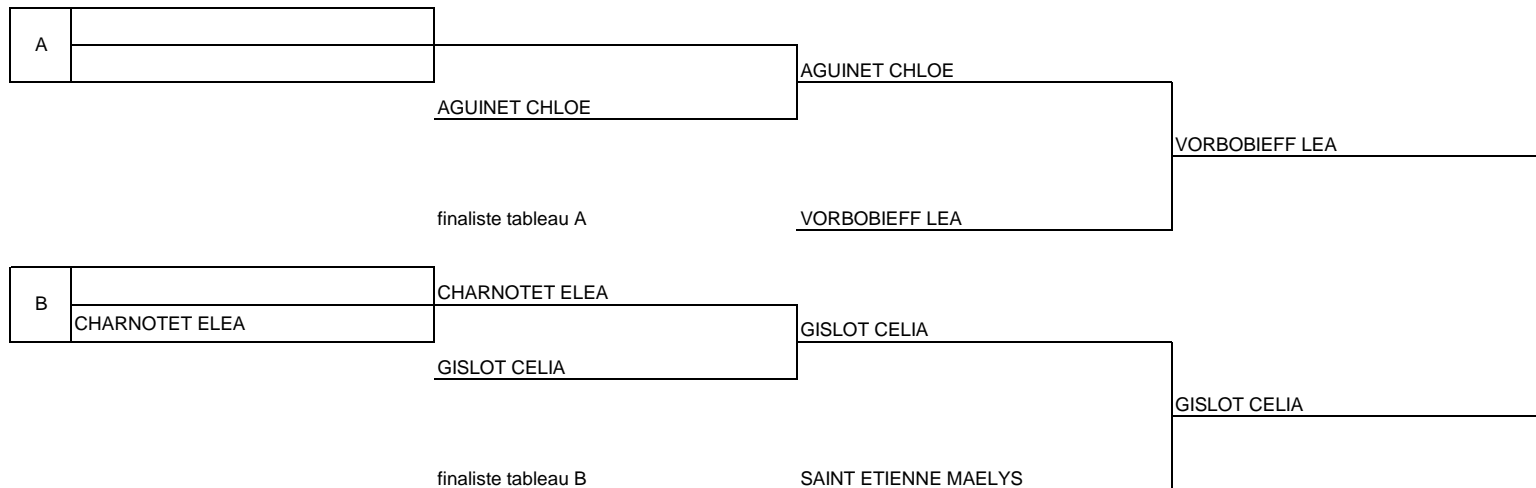 A
AGUINET CHLOE
AGUINET CHLOE
VORBOBIEFF LEA
finaliste tableau A
VORBOBIEFF LEA
B
CHARNOTET ELEA
CHARNOTET ELEA
GISLOT CELIA
GISLOT CELIA
GISLOT CELIA
finaliste tableau B
SAINT ETIENNE MAELYS